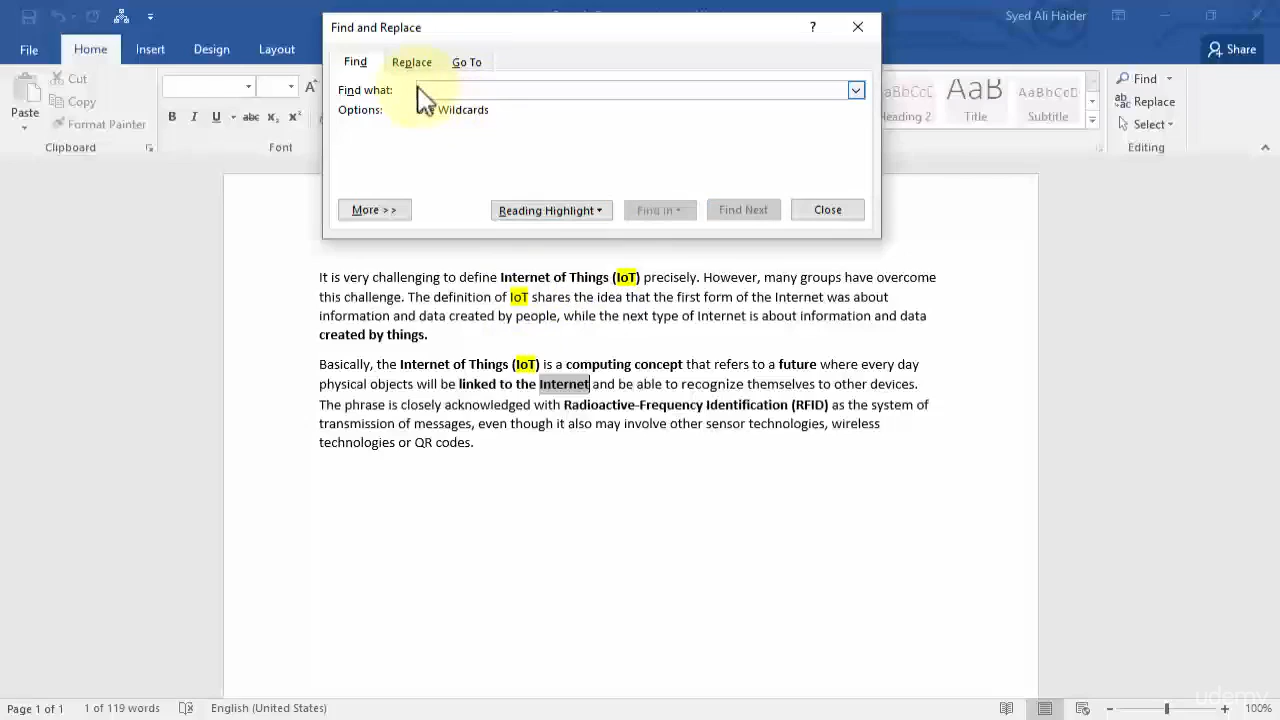 Find and Replace
?
Syed Ali Haider
File
Home
Insert
Design
Layout
Share
Find
Replace
Go To
Find what:
Options:
Wildcards
More >>
Reading Highlight
Find In
Find Next
Close
Paste
Cut
Copy
Format Painter
Clipboard
B I U abc x₂ x²
Font
AaBbCcD
Heading 2
Title
Subtitle
Find
Replace
Select
Editing
It is very challenging to define Internet of Things (IoT) precisely. However, many groups have overcome
this challenge. The definition of IoT shares the idea that the first form of the Internet was about
information and data created by people, while the next type of Internet is about information and data
created by things.
Basically, the Internet of Things (IoT) is a computing concept that refers to a future where every day
physical objects will be linked to the Internet and be able to recognize themselves to other devices.
The phrase is closely acknowledged with Radioactive-Frequency Identification (RFID) as the system of
transmission of messages, even though it also may involve other sensor technologies, wireless
technologies or QR codes.
Page 1 of 1
1 of 119 words
English (United States)
100%
udemy